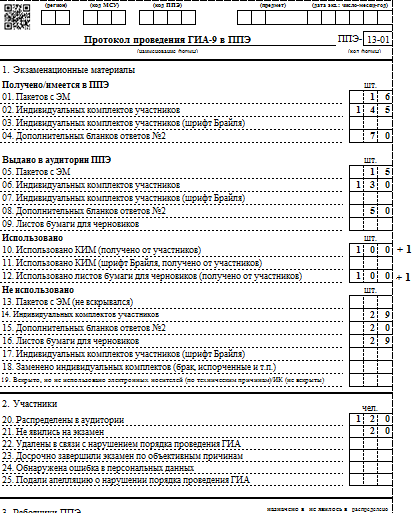 (регион) (код МСУ) (код ППЭ) (предмет) (дата экз.: число-месяц-год)
Протокол проведения ГИА-9 в ППЭ ППЭ- 13-01
(наименование формы) (код формы)
1. Экзаменационные материалы
Получено/имеется в ППЭ шт.
01. Пакетов с ЭМ 1 6
02. Индивидуальных комплектов участников 1 4 5
03. Индивидуальных комплектов участников (шрифт Брайля)
04. Дополнительных бланков ответов №2 7 0
Выдано в аудитории ППЭ шт.
05. Пакетов с ЭМ 1 5
06. Индивидуальных комплектов участников 1 3 0
07. Индивидуальных комплектов участников (шрифт Брайля)
08. Дополнительных бланков ответов №2 5 0
09. Листов бумаги для черновиков
Использовано шт.
10. Использовано КИМ (получено от участников) 1 0 0 + 1
11. Использовано КИМ (шрифт Брайля, получено от участников)
12. Использовано листов бумаги для черновиков (получено от участников) 1 0 0 + 1
Не использовано шт.
13. Пакетов с ЭМ (не вскрывался)
14. Индивидуальных комплектов участников 2 9
15. Дополнительных бланков ответов №2 2 0
16. Листов бумаги для черновиков 2 9
17. Индивидуальных комплектов участников (шрифт Брайля)
18. Заменено индивидуальных комплектов (брак, испорченные и т.п.)
19. Вскрыто, но не использовано электронных носителей (по техническим причинам)/ИК (не вскрыты)
2. Участники чел.
20. Распределены в аудитории 1 2 0
21. Не явились на экзамен 2 0
22. Удалены в связи с нарушением порядка проведения ГИА
23. Досрочно завершили экзамен по объективным причинам
24. Обнаружена ошибка в персональных данных
25. Подали апелляцию о нарушении порядка проведения ГИА
3. Работники ППЭ назначено не явилось распределено